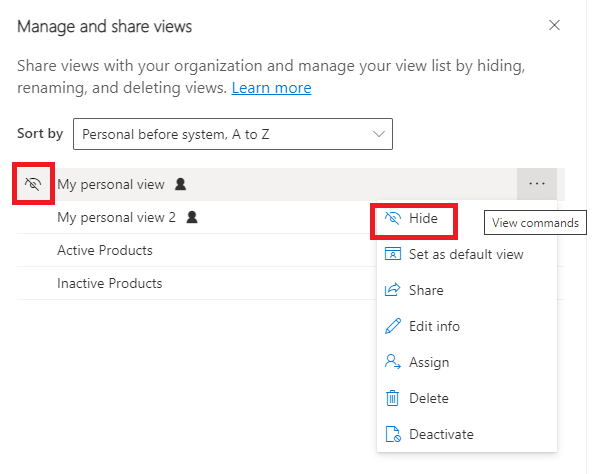 Manage and share views
Share views with your organization and manage your view list by hiding,
renaming, and deleting views. Learn more
Sort by Personal before system, A to Z
My personal view
My personal view 2
Active Products
Inactive Products
Hide
View commands
Set as default view
Share
Edit info
Assign
Delete
Deactivate